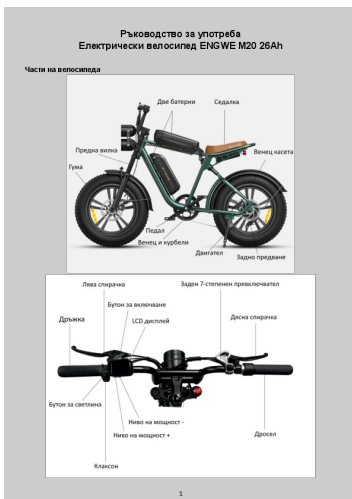 Ръководство за употреба
Електрически велосипед ENGWE M20 26Ah
Части на велосипеда
Две батерии
Седалка
Предна вилка
Венец касета
Гума
Педал
Венец и курбели
Двигател
Задно предаване
Лява спирачка
Заден 7-степенен превключвател
Бутон за включване
Дръжка
LCD дисплей
Дясна спирачка
Бутон за светлина
Ниво на мощност -
Ниво на мощност +
Дросел
Клаксон
1